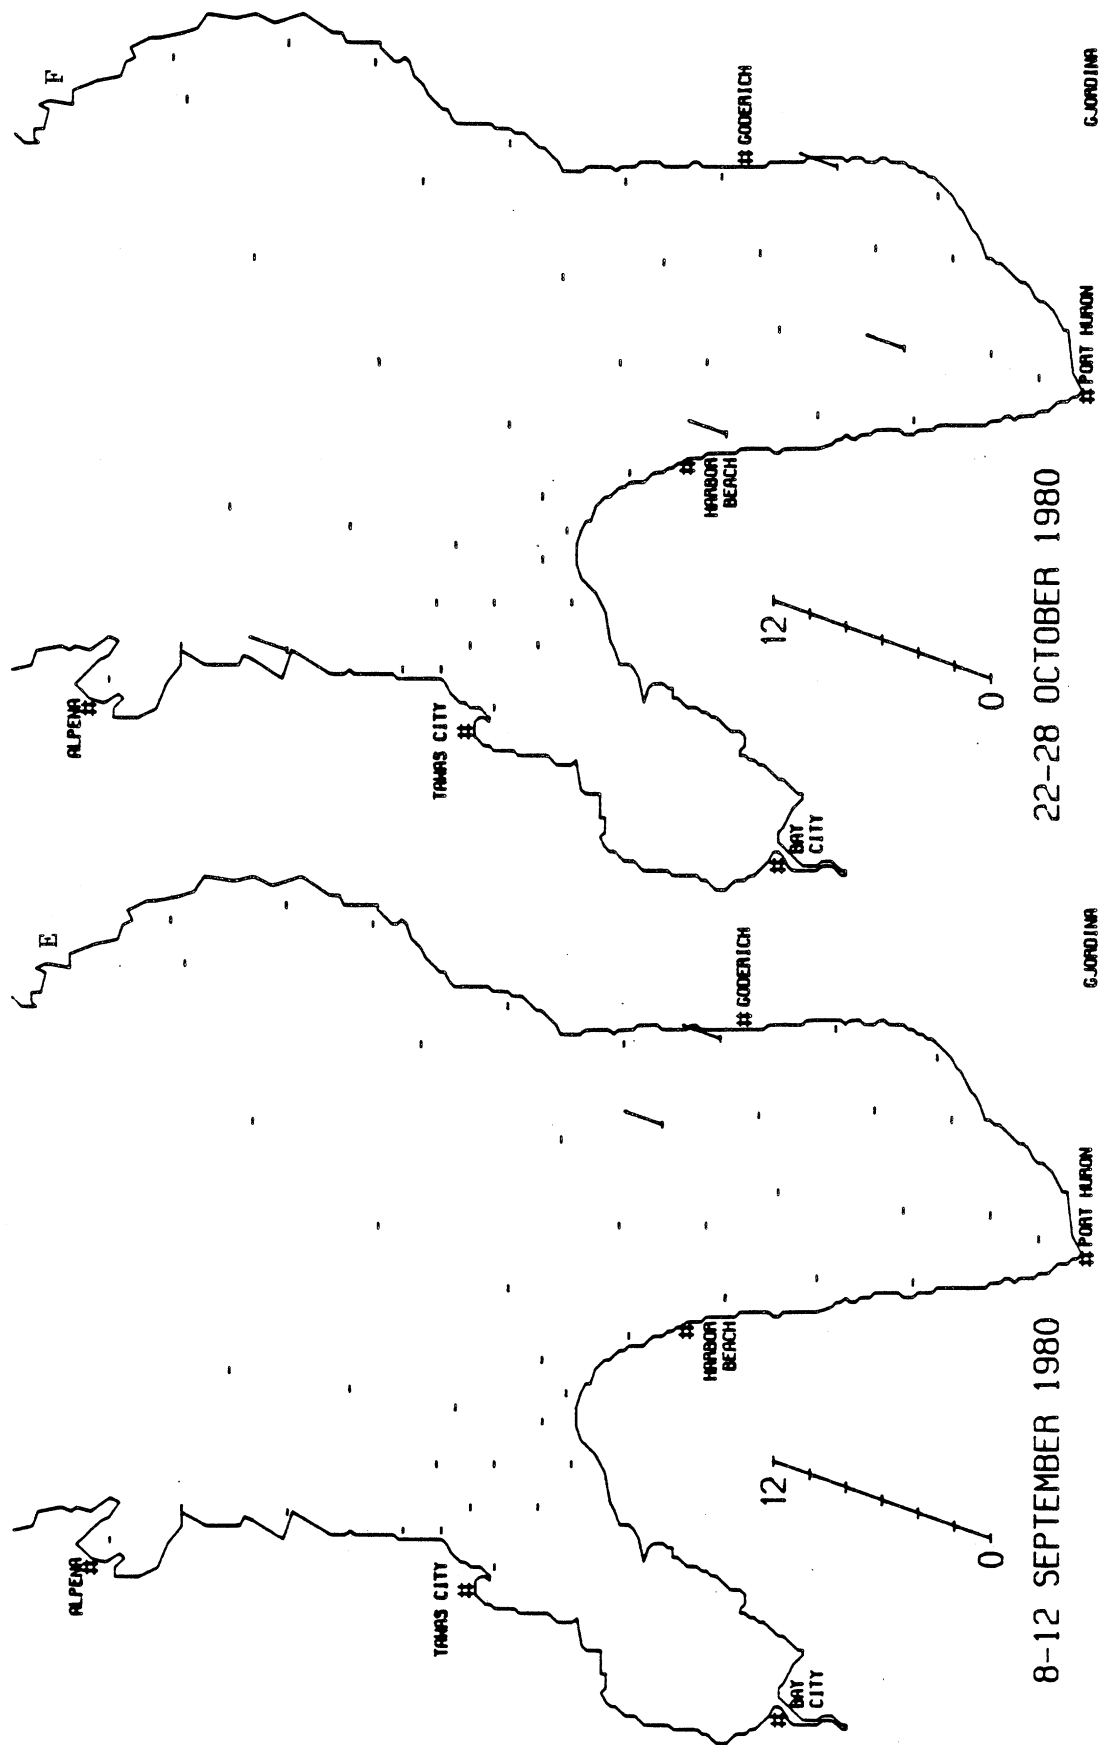 E
ALPENA
#
TAWAS CITY
#
#
HARBOR
BEACH
# GODERICH
12
#
BAY
CITY
0
8-12 SEPTEMBER 1980
# PORT HURON
GJORDINA
F
ALPENA
#
TAWAS CITY
#
#
HARBOR
BEACH
# GODERICH
12
#
BAY
CITY
0
22-28 OCTOBER 1980
# PORT HURON
GJORDINA